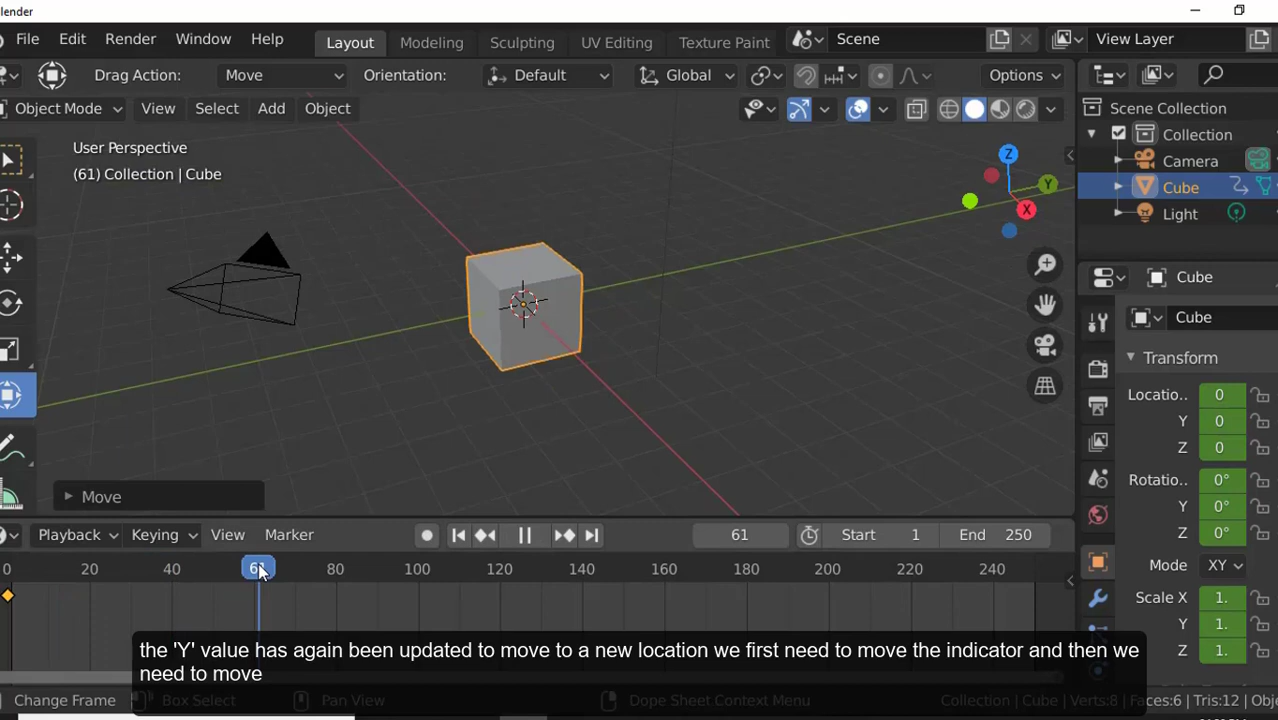 lender
File Edit Render Window Help Layout Modeling Sculpting UV Editing Texture Paint Scene View Layer
Drag Action: Move Orientation: Default Global Options
Object Mode View Select Add Object
Scene Collection
Collection
Camera
Cube
Light
User Perspective
(61) Collection | Cube
Z
Y
X
Cube
Cube
Transform
Locatio.. 0
Y 0
Z 0
Rotatio.. 0°
Y 0°
Z 0°
Mode XY
Scale X 1.
Y 1.
Z 1.
Move
Playback Keying View Marker 61 Start 1 End 250
0 20 40 61 80 100 120 140 160 180 200 220 240
the 'Y' value has again been updated to move to a new location we first need to move the indicator and then we
need to move
Change Frame Box Select Pan View Dope Sheet Context Menu Collection | Cube | Verts:8 | Faces:6 | Tris:12 | Obje